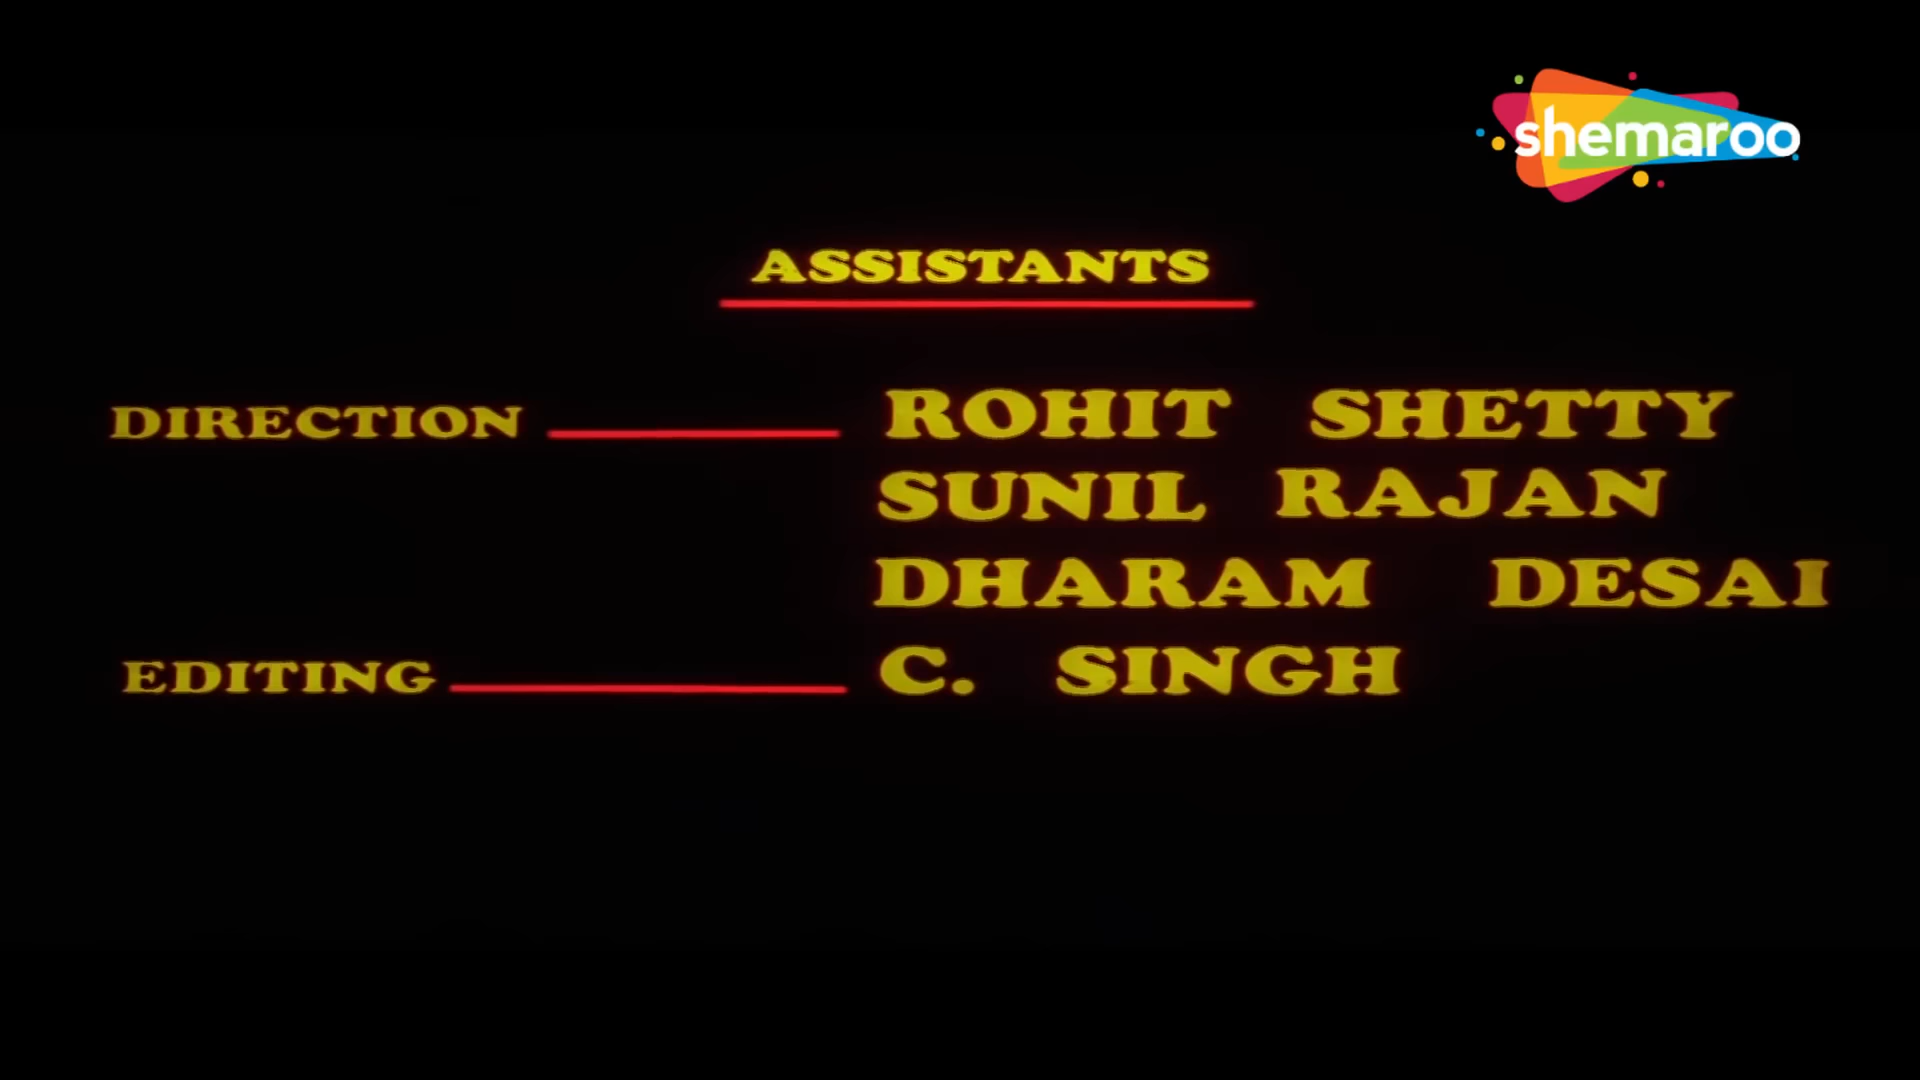 shemaroo
ASSISTANTS
DIRECTION ROHIT SHETTY
SUNIL RAJAN
DHARAM DESAI
EDITING C. SINGH